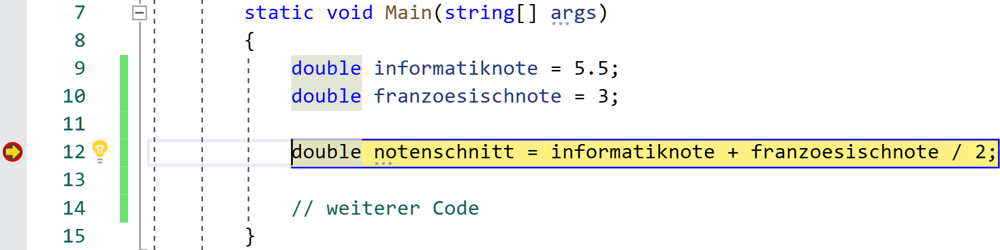 7 static void Main(string[] args)
8 {
9 double informatiknote = 5.5;
10 double franzoesischnote = 3;
11
12 double notenschnitt = informatiknote + franzoesischnote / 2;
13
14 // weiterer Code
15 }